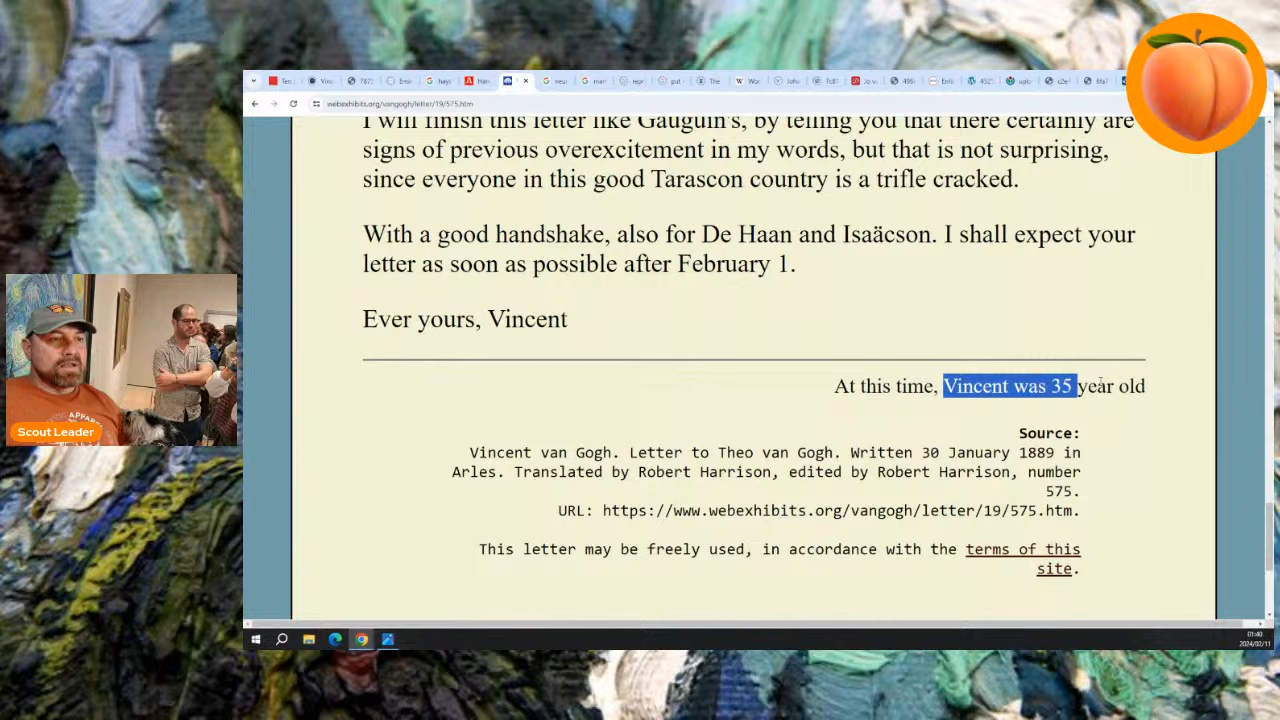 webexhibits.org/vangogh/letter/19/575.htm
I will finish this letter like Gauguin's, by telling you that there certainly are
signs of previous overexcitement in my words, but that is not surprising,
since everyone in this good Tarascon country is a trifle cracked.
With a good handshake, also for De Haan and Isaäcson. I shall expect your
letter as soon as possible after February 1.
Ever yours, Vincent
At this time, Vincent was 35 year old
Source:
Vincent van Gogh. Letter to Theo van Gogh. Written 30 January 1889 in
Arles. Translated by Robert Harrison, edited by Robert Harrison, number
575.
URL: https://www.webexhibits.org/vangogh/letter/19/575.htm.
This letter may be freely used, in accordance with the terms of this
site.
Scout Leader
01:40
2024/02/11